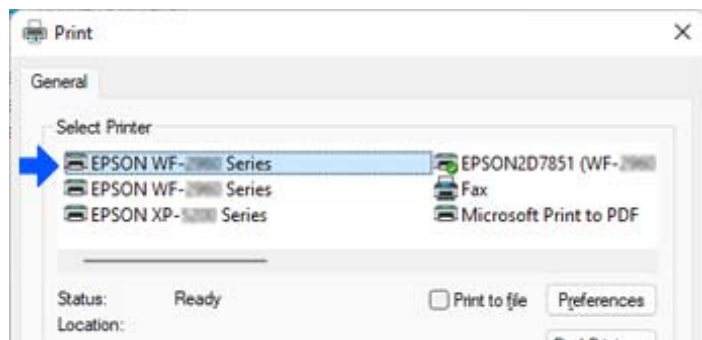 Print
General
Select Printer
EPSON WF- Series
EPSON2D7851 (WF-
EPSON WF- Series
Fax
EPSON XP- Series
Microsoft Print to PDF
Status: Ready
Print to file
Preferences
Location: